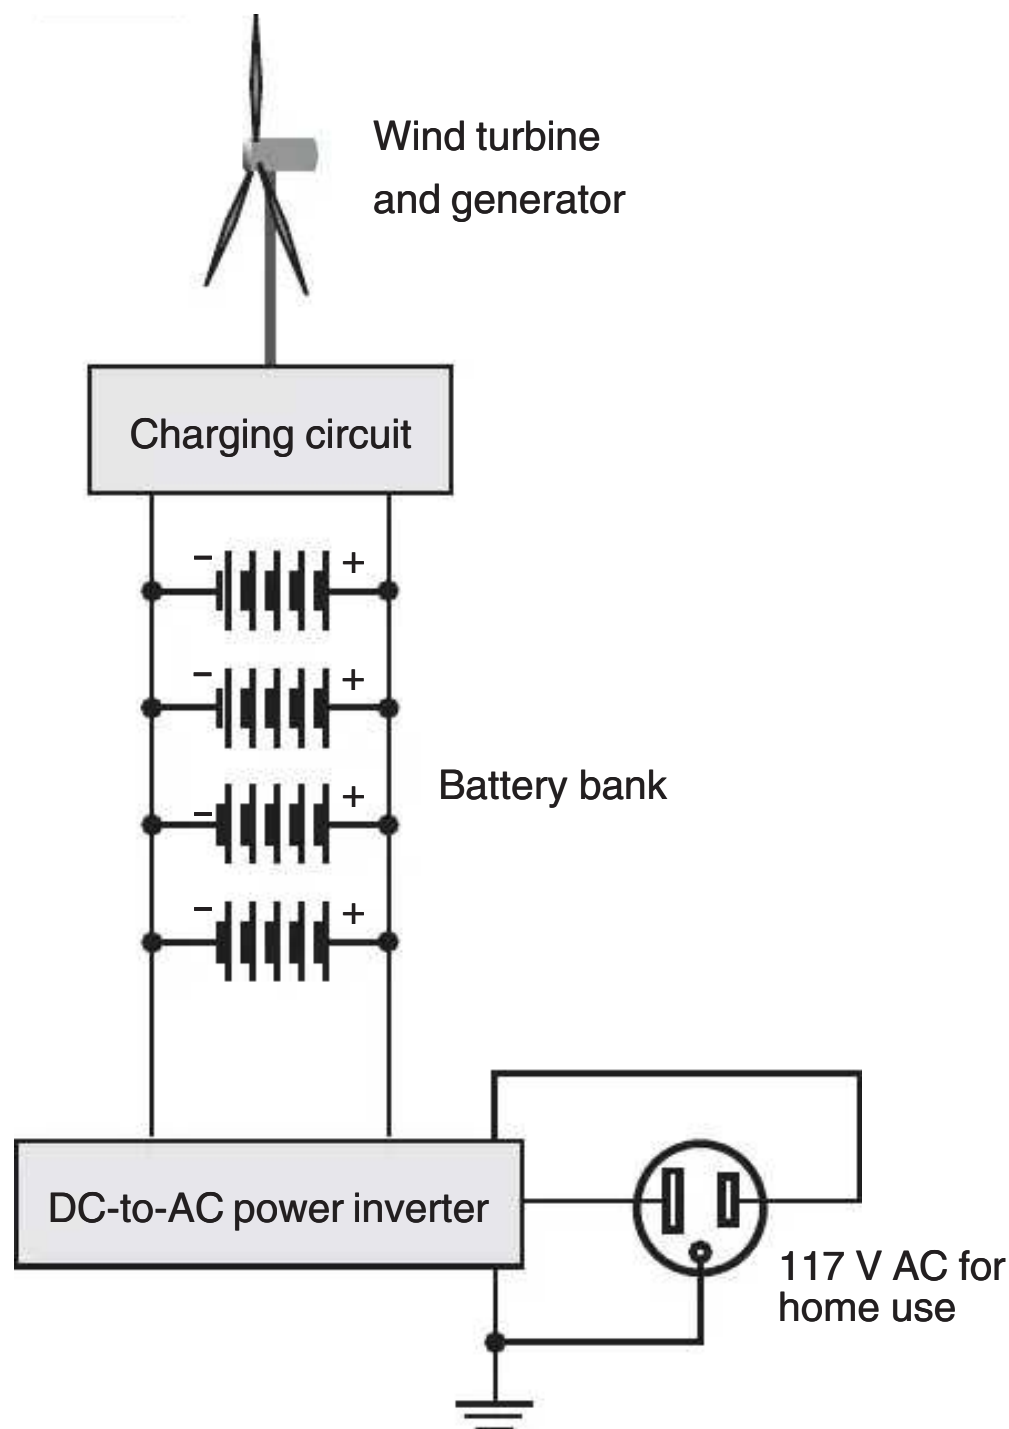 Wind turbine
and generator
Charging circuit
− +
− +
Battery bank
− +
− +
DC-to-AC power inverter
117 V AC for
home use